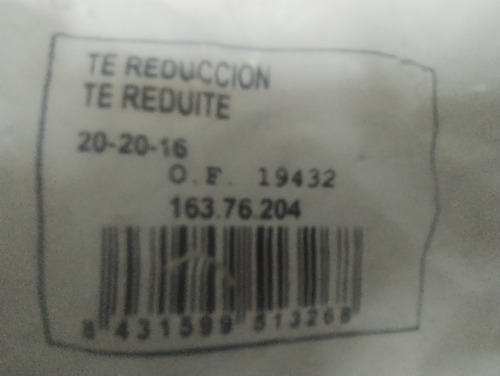 TE REDUCCION
TE REDUITE
20-20-16
O.F. 19432
163.76.204
8 431599 513268